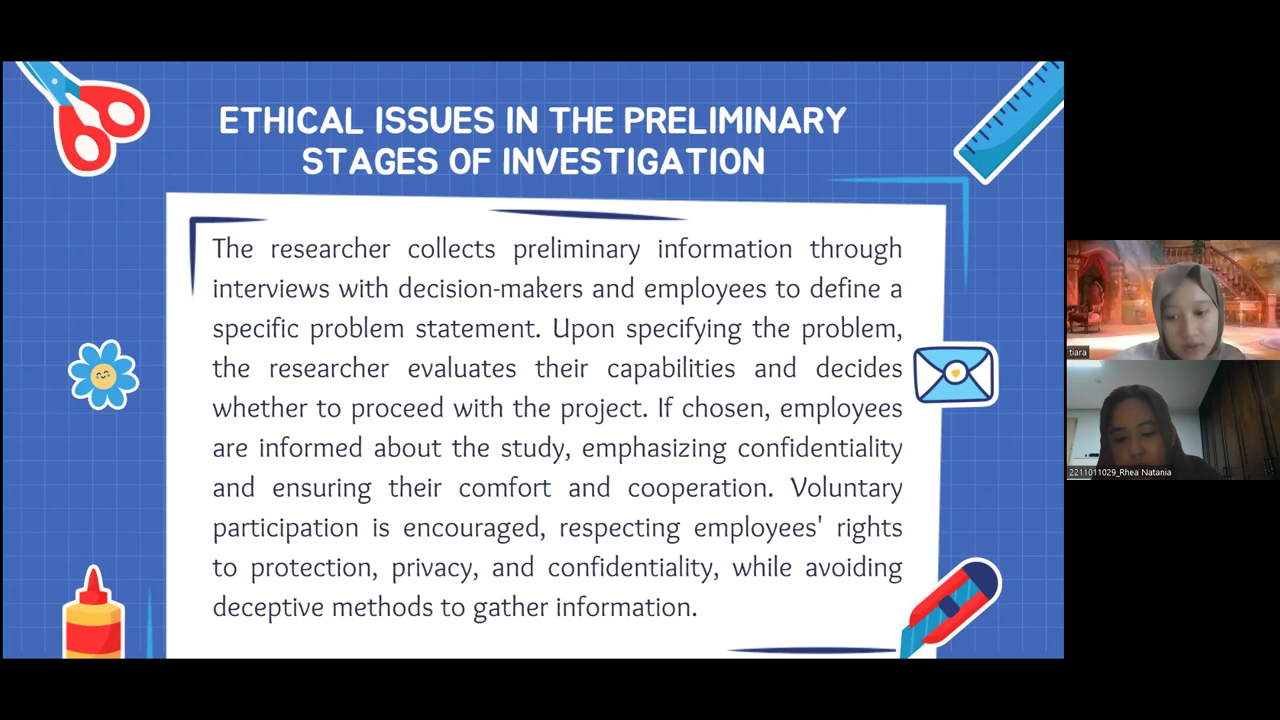 ETHICAL ISSUES IN THE PRELIMINARY
STAGES OF INVESTIGATION
The researcher collects preliminary information through
interviews with decision-makers and employees to define a
specific problem statement. Upon specifying the problem,
the researcher evaluates their capabilities and decides
whether to proceed with the project. If chosen, employees
are informed about the study, emphasizing confidentiality
and ensuring their comfort and cooperation. Voluntary
participation is encouraged, respecting employees' rights
to protection, privacy, and confidentiality, while avoiding
deceptive methods to gather information.
tiara
2211011029_Rhea Natania